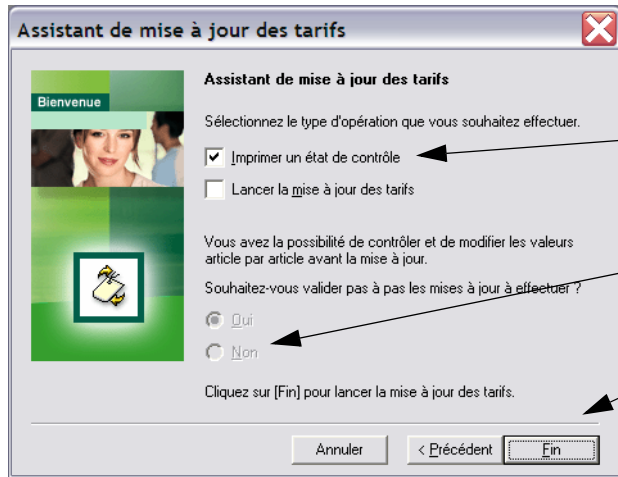 Assistant de mise à jour des tarifs
Bienvenue
Assistant de mise à jour des tarifs
Sélectionnez le type d'opération que vous souhaitez effectuer.
Imprimer un état de contrôle
Lancer la mise à jour des tarifs
Vous avez la possibilité de contrôler et de modifier les valeurs
article par article avant la mise à jour.
Souhaitez-vous valider pas à pas les mises à jour à effectuer ?
Oui
Non
Cliquez sur [Fin] pour lancer la mise à jour des tarifs.
Annuler
< Précédent
Fin